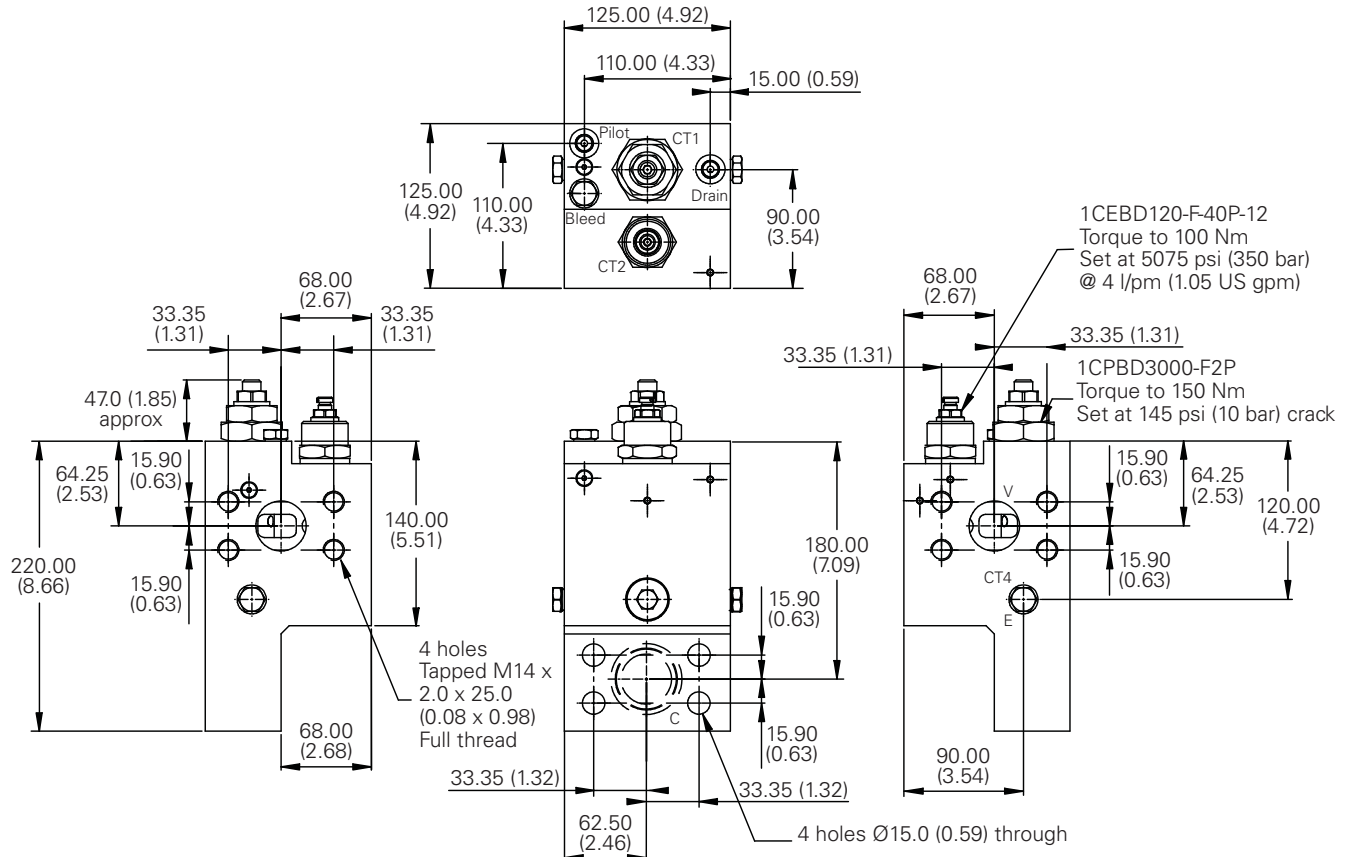 125.00 (4.92)
110.00 (4.33)
15.00 (0.59)
Pilot
CT1
Drain
Bleed
CT2
125.00
(4.92)
110.00
(4.33)
90.00
(3.54)
68.00
(2.67)
33.35
(1.31)
33.35
(1.31)
47.0 (1.85)
approx
64.25
(2.53)
15.90
(0.63)
220.00
(8.66)
15.90
(0.63)
140.00
(5.51)
4 holes
Tapped M14 x
2.0 x 25.0
(0.08 x 0.98)
Full thread
68.00
(2.68)
180.00
(7.09)
15.90
(0.63)
C
15.90
(0.63)
33.35 (1.32)
33.35 (1.32)
62.50
(2.46)
4 holes Ø15.0 (0.59) through
1CEBD120-F-40P-12
Torque to 100 Nm
Set at 5075 psi (350 bar)
@ 4 l/pm (1.05 US gpm)
68.00
(2.67)
33.35 (1.31)
33.35 (1.31)
1CPBD3000-F2P
Torque to 150 Nm
Set at 145 psi (10 bar) crack
15.90
(0.63)
64.25
(2.53)
120.00
(4.72)
V
CT4
15.90
(0.63)
E
90.00
(3.54)